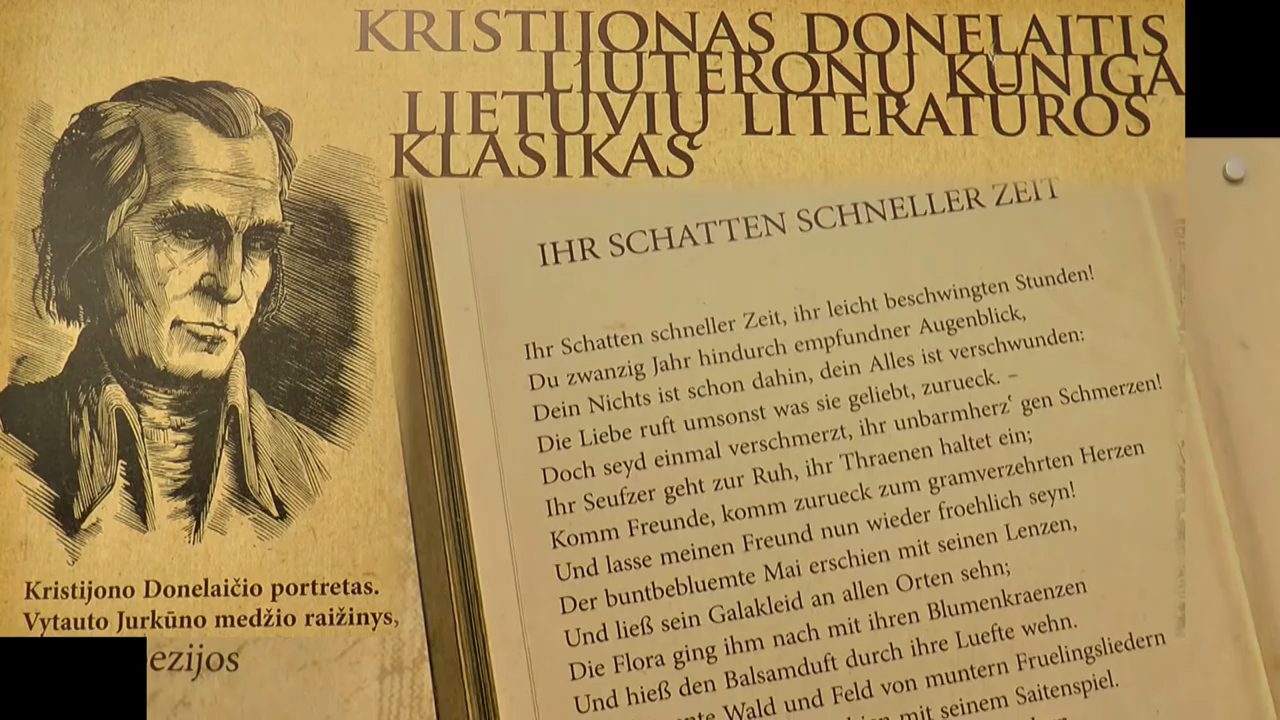 KRISTIJONAS DONELAITIS
LIUTERONŲ KUNIGA
LIETUVIŲ LITERATŪROS
KLASIKAS
IHR SCHATTEN SCHNELLER ZEIT
Ihr Schatten schneller Zeit, ihr leicht beschwingten Stunden!
Du zwanzig Jahr hindurch empfundner Augenblick,
Dein Nichts ist schon dahin, dein Alles ist verschwunden:
Die Liebe ruft umsonst was sie geliebt, zurueck. –
Doch seyd einmal verschmerzt, ihr unbarmherz‘ gen Schmerzen!
Ihr Seufzer geht zur Ruh, ihr Thraenen haltet ein;
Komm Freunde, komm zurueck zum gramverzehrten Herzen
Und lasse meinen Freund nun wieder froehlich seyn!
Der buntbebluemte Mai erschien mit seinen Lenzen,
Und ließ sein Galakleid an allen Orten sehn;
Die Flora ging ihm nach mit ihren Blumenkraenzen
Und hieß den Balsamduft durch ihre Luefte wehn.
Wald und Feld von muntern Fruelingsliedern
mit seinem Saitenspiel.
Kristijono Donelaičio portretas.
Vytauto Jurkūno medžio raižinys,
ezijos